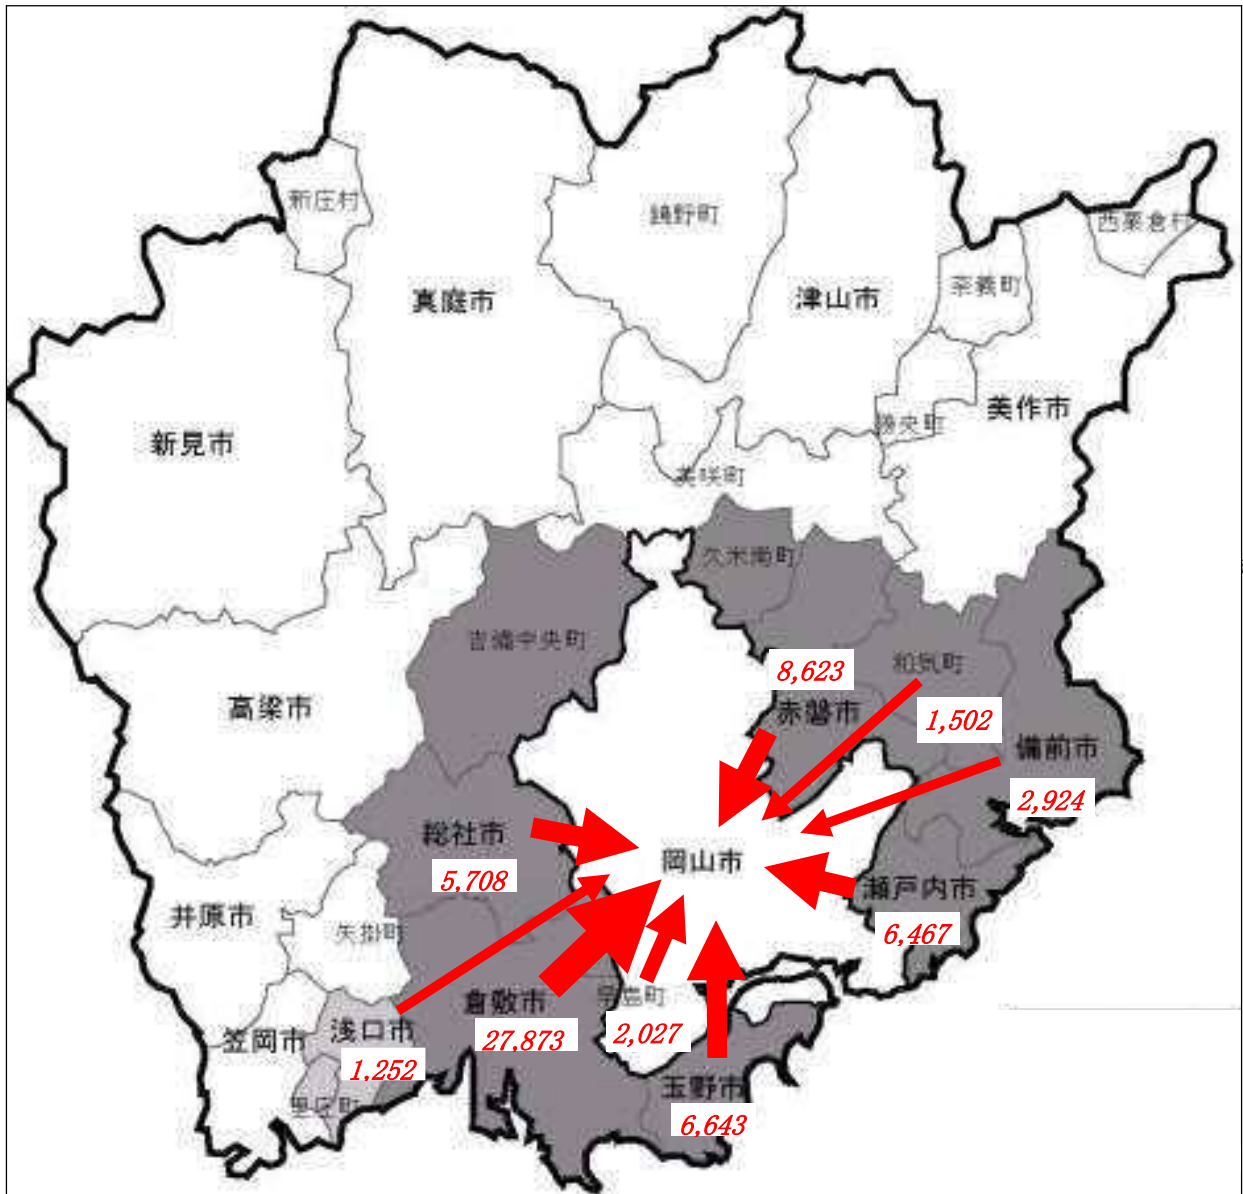 新庄村
鏡野町
西粟倉村
真庭市
津山市
奈義町
美作市
勝央町
新見市
美咲町
久米南町
吉備中央町
和気町
8,623
高梁市
赤磐市
1,502
備前市
2,924
総社市
岡山市
5,708
瀬戸内市
井原市
矢掛町
6,467
倉敷市
早島町
浅口市
笠岡市
27,873
2,027
1,252
玉野市
里庄町
6,643